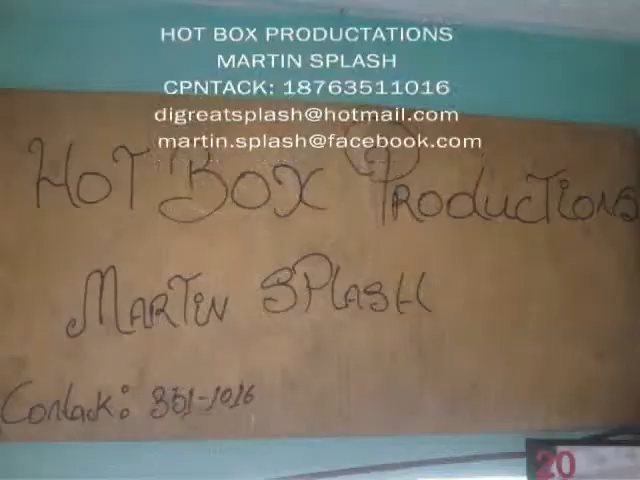 HOT BOX PRODUCTATIONS
MARTIN SPLASH
CPNTACK: 18763511016
digreatsplash@hotmail.com
martin.splash@facebook.com
HOT BOX PRODUCTIONS
MARTIN SPLASH
Contack: 351-1016
20